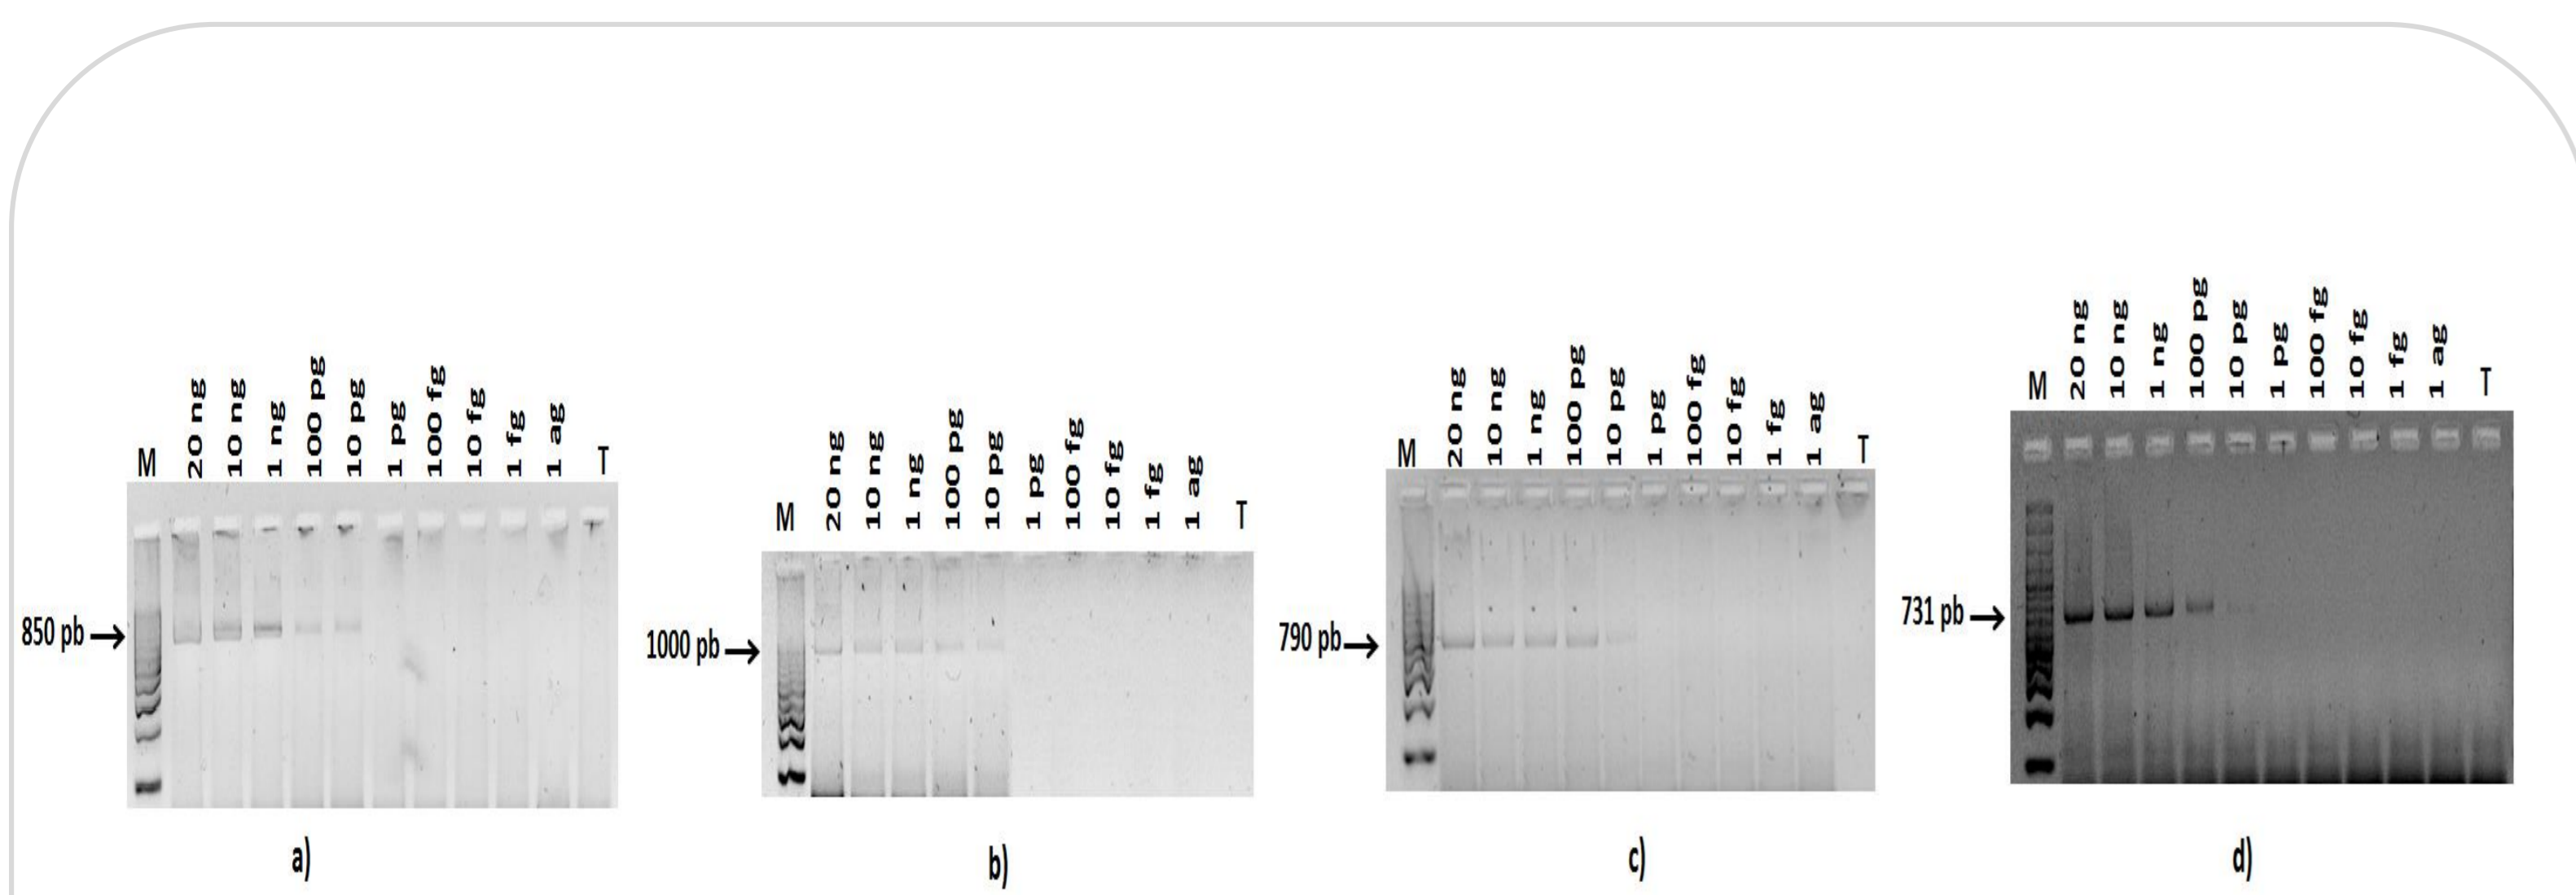 M 20 ng 10 ng 1 ng 100 pg 10 pg 1 pg 100 fg 10 fg 1 fg 1 ag T
850 pb
a)
M 20 ng 10 ng 1 ng 100 pg 10 pg 1 pg 100 fg 10 fg 1 fg 1 ag T
1000 pb
b)
M 20 ng 10 ng 1 ng 100 pg 10 pg 1 pg 100 fg 10 fg 1 fg 1 ag T
790 pb
c)
M 20 ng 10 ng 1 ng 100 pg 10 pg 1 pg 100 fg 10 fg 1 fg 1 ag T
731 pb
d)